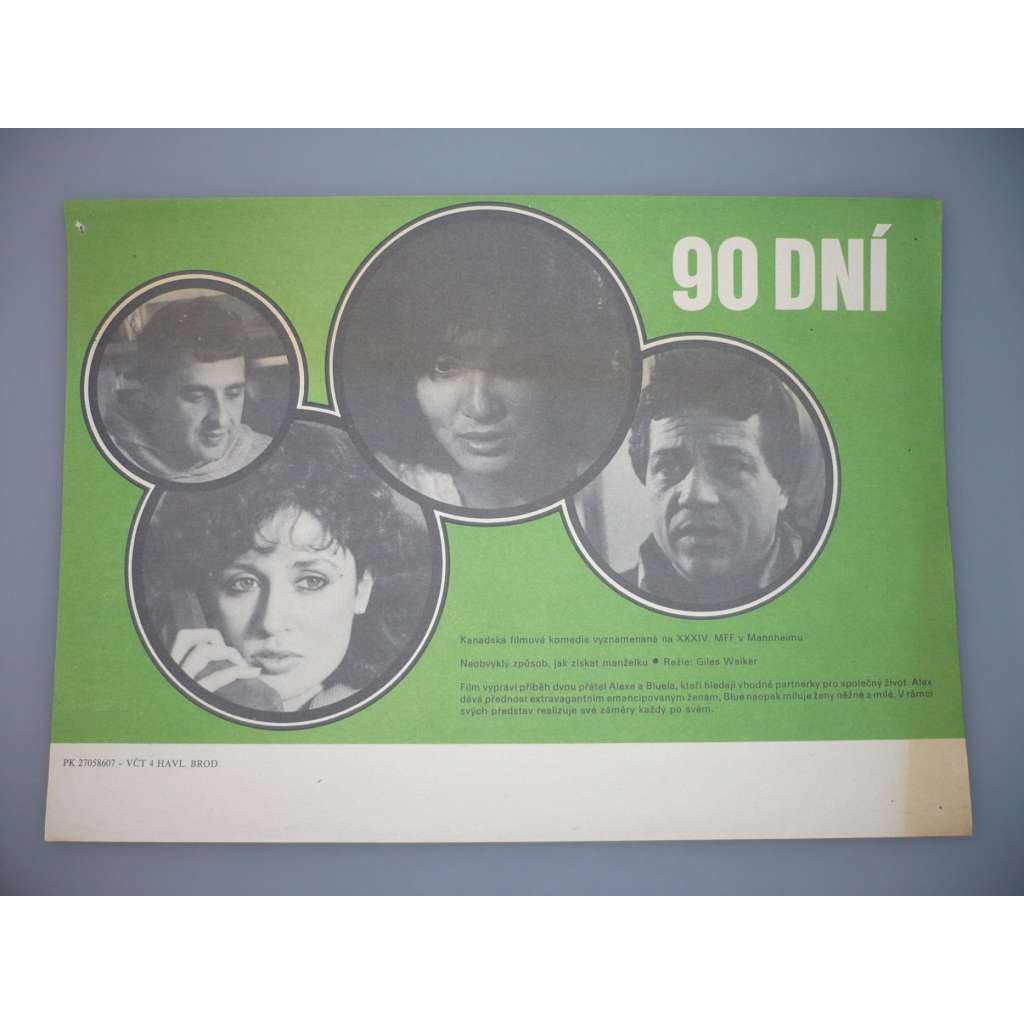 90 DNÍ
Kanadská filmová komedie vyznamenaná na XXXIV. MFF v Mannheimu
Neobvyklý způsob, jak získat manželku ● Režie: Giles Walker
Film vypráví příběh dvou přátel Alexe a Bluela, kteří hledají vhodné partnerky pro společný život. Alex
dává přednost extravagantním emancipovaným ženám, Blue naopak miluje ženy něžné a milé. V rámci
svých představ realizuje své záměry každý po svém.
PK 27058607 – VČT 4 HAVL. BROD